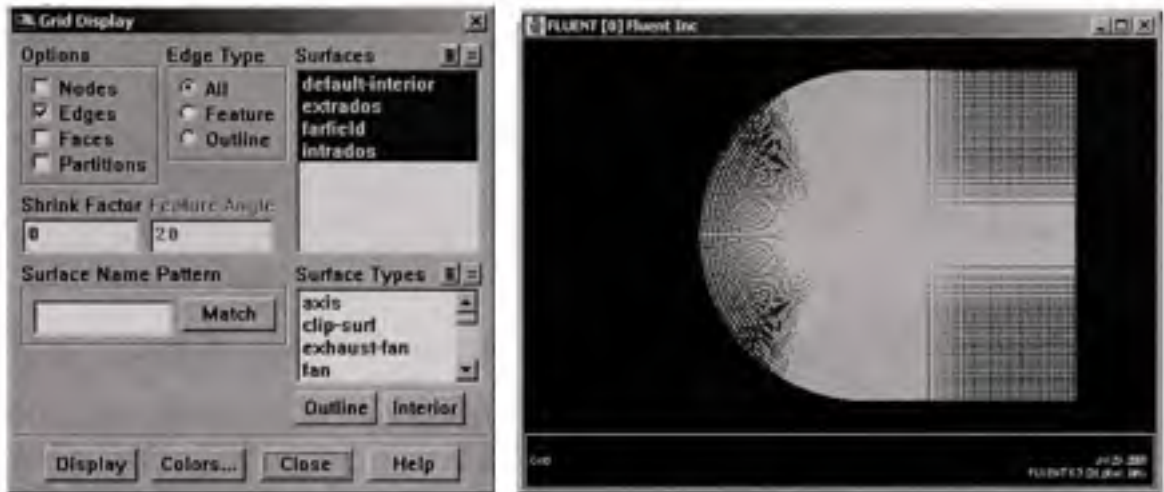 Grid Display
Options
Nodes
Edges
Faces
Partitions
Edge Type
All
Feature
Outline
Surfaces
default-interior
extrados
farfield
intrados
Shrink Factor
Feature Angle
0
20
Surface Name Pattern
Match
Surface Types
axis
clip-surf
exhaust-fan
fan
Outline
Interior
Display
Colors...
Close
Help
FLUENT [0] Fluent Inc
Grid